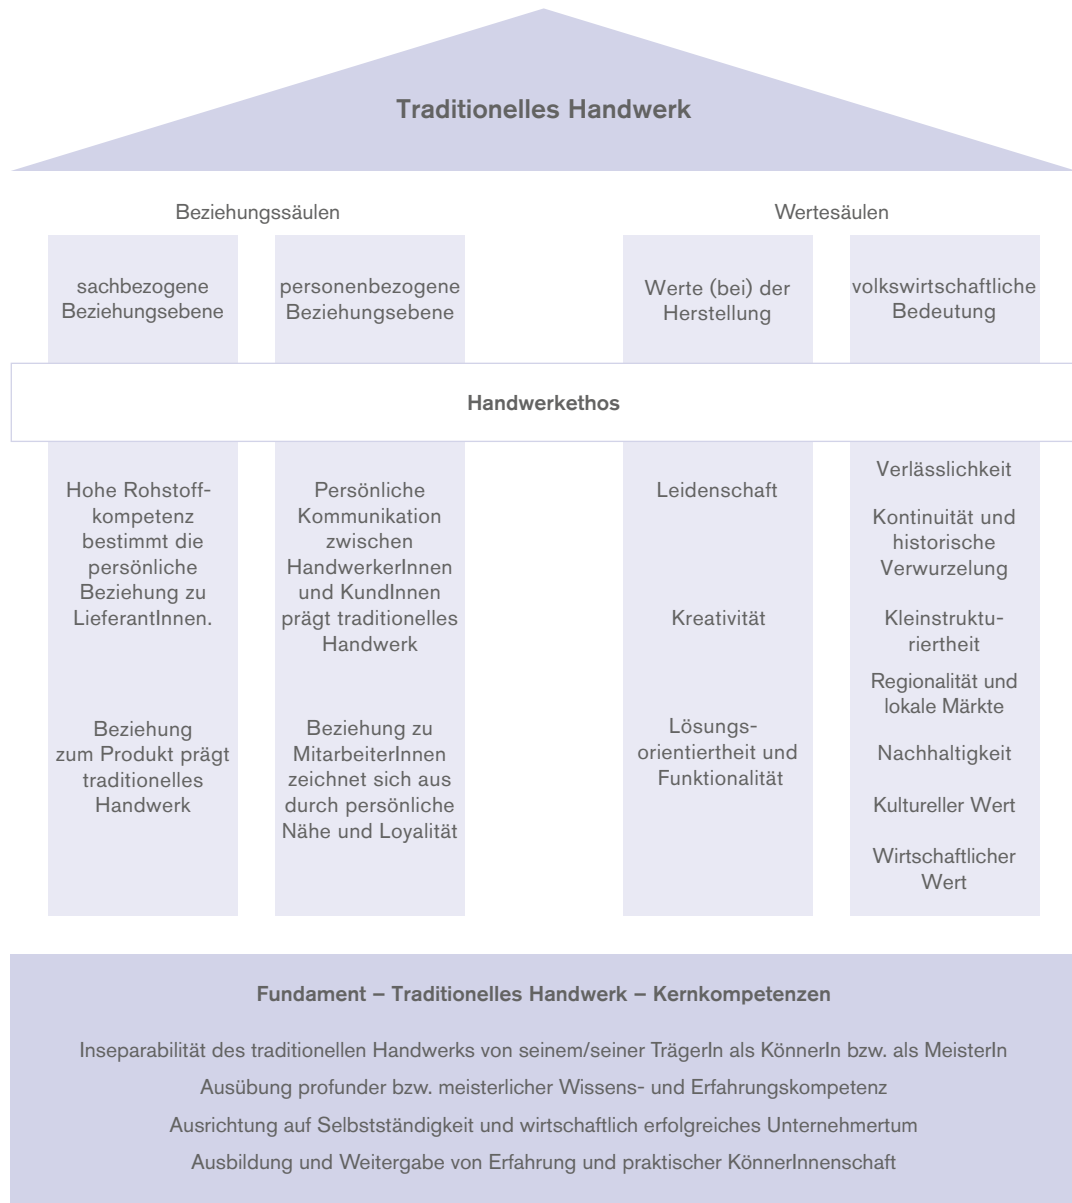 Traditionelles Handwerk
Beziehungssäulen
Wertesäulen
sachbezogene
Beziehungsebene
personenbezogene
Beziehungsebene
Werte (bei) der
Herstellung
volkswirtschaftliche
Bedeutung
Handwerkethos
Hohe Rohstoff-
kompetenz
bestimmt die
persönliche
Beziehung zu
LieferantInnen.
Beziehung
zum Produkt prägt
traditionelles
Handwerk
Persönliche
Kommunikation
zwischen
HandwerkerInnen
und KundInnen
prägt traditionelles
Handwerk
Beziehung zu
MitarbeiterInnen
zeichnet sich aus
durch persönliche
Nähe und Loyalität
Leidenschaft
Kreativität
Lösungs-
orientiertheit und
Funktionalität
Verlässlichkeit
Kontinuität und
historische
Verwurzelung
Kleinstruktu-
riertheit
Regionalität und
lokale Märkte
Nachhaltigkeit
Kultureller Wert
Wirtschaftlicher
Wert
Fundament – Traditionelles Handwerk – Kernkompetenzen
Inseparabilität des traditionellen Handwerks von seinem/seiner TrägerIn als KönnerIn bzw. als MeisterIn
Ausübung profunder bzw. meisterlicher Wissens- und Erfahrungskompetenz
Ausrichtung auf Selbstständigkeit und wirtschaftlich erfolgreiches Unternehmertum
Ausbildung und Weitergabe von Erfahrung und praktischer KönnerInnenschaft